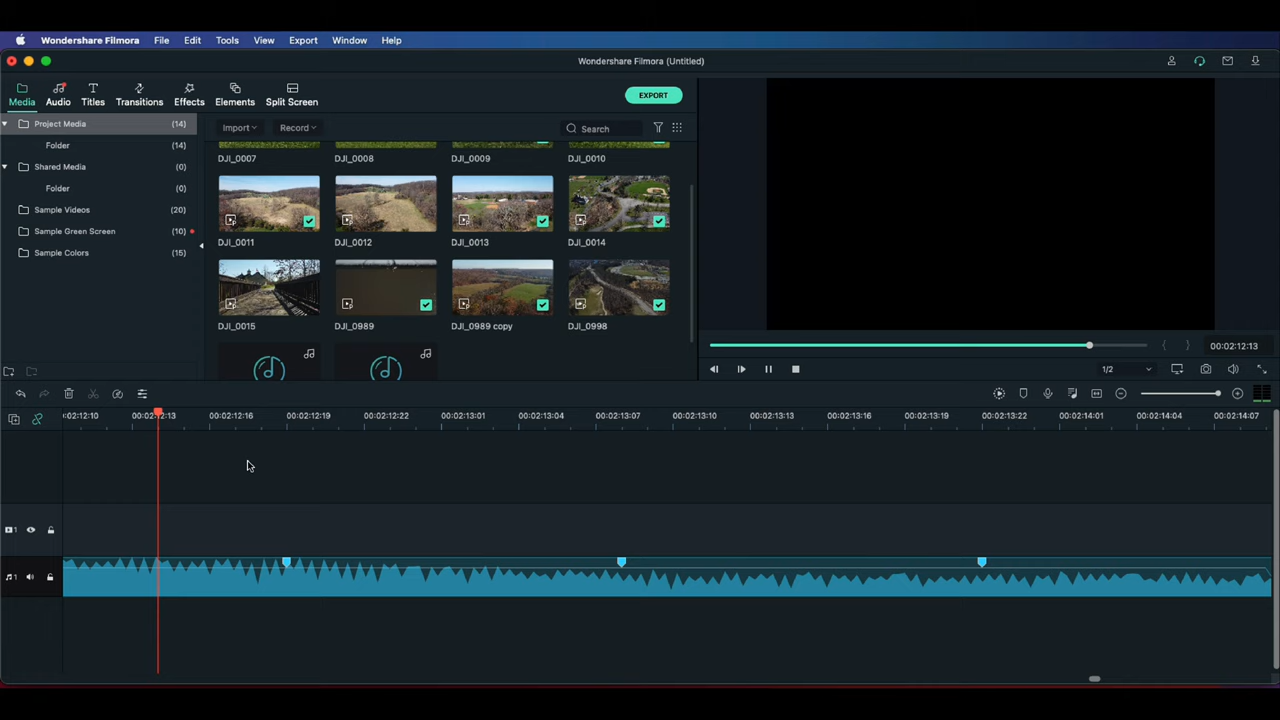 Wondershare Filmora File Edit Tools View Export Window Help
Wondershare Filmora (Untitled)
Media Audio Titles Transitions Effects Elements Split Screen
EXPORT
Project Media (14)
Folder (14)
Shared Media (0)
Folder (0)
Sample Videos (20)
Sample Green Screen (10)
Sample Colors (15)
Import Record Search
DJI_0007 DJI_0008 DJI_0009 DJI_0010
DJI_0011 DJI_0012 DJI_0013 DJI_0014
DJI_0015 DJI_0989 DJI_0989 copy DJI_0998
00:02:12:13
1/2
00:02:12:10 00:02:12:13 00:02:12:16 00:02:12:19 00:02:12:22 00:02:13:01 00:02:13:04 00:02:13:07 00:02:13:10 00:02:13:13 00:02:13:16 00:02:13:19 00:02:13:22 00:02:14:01 00:02:14:04 00:02:14:07
1
1